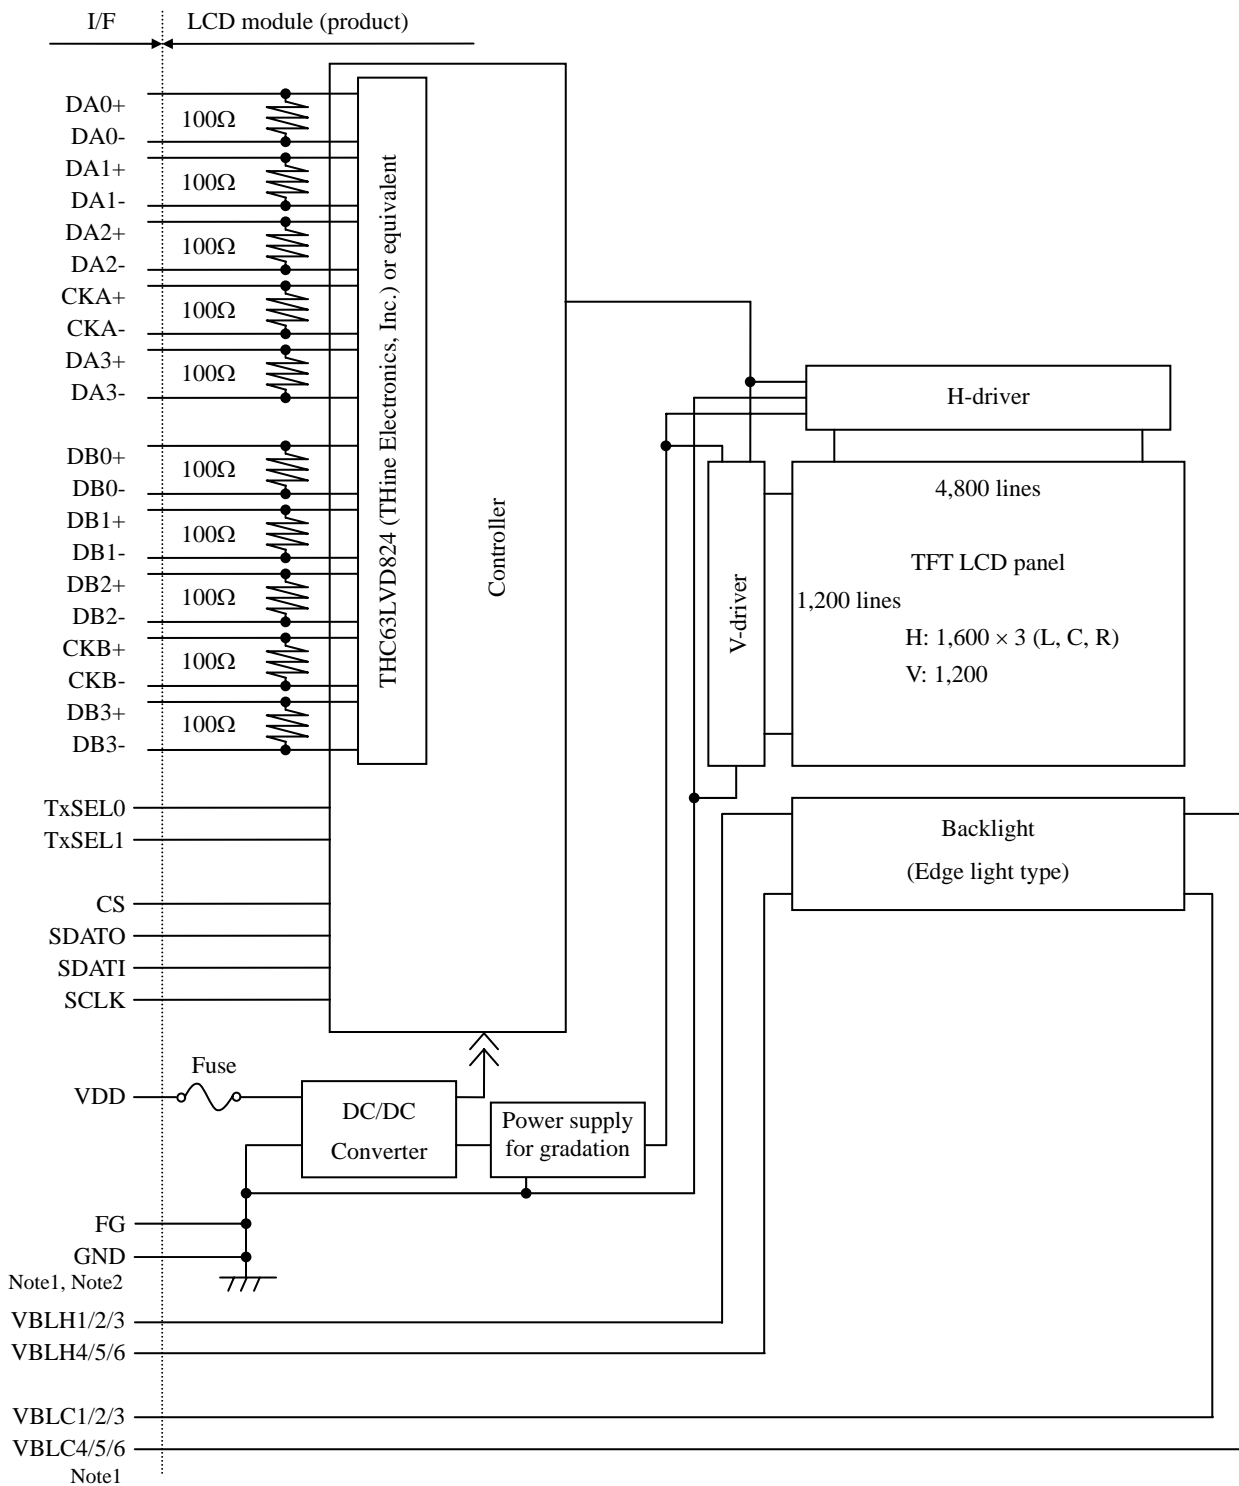 I/F
LCD module (product)
DA0+
100Ω
DA0-
DA1+
100Ω
DA1-
DA2+
100Ω
DA2-
CKA+
100Ω
CKA-
DA3+
100Ω
DA3-
DB0+
100Ω
DB0-
DB1+
100Ω
DB1-
DB2+
100Ω
DB2-
CKB+
100Ω
CKB-
DB3+
100Ω
DB3-
THC63LVD824 (THine Electronics, Inc.) or equivalent
Controller
H-driver
V-driver
4,800 lines
TFT LCD panel
1,200 lines
H: 1,600 × 3 (L, C, R)
V: 1,200
Backlight
(Edge light type)
TxSEL0
TxSEL1
CS
SDATO
SDATI
SCLK
Fuse
VDD
DC/DC
Converter
Power supply
for gradation
FG
GND
Note1, Note2
VBLH1/2/3
VBLH4/5/6
VBLC1/2/3
VBLC4/5/6
Note1